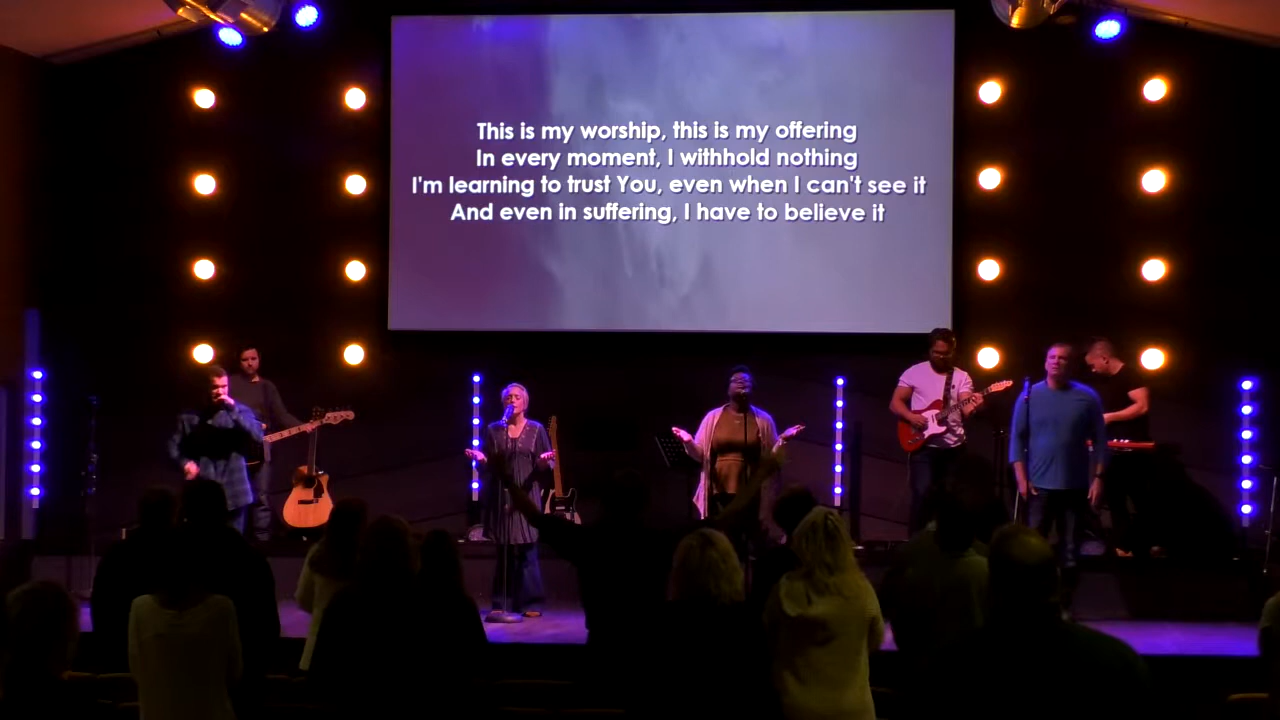 This is my worship, this is my offering
In every moment, I withhold nothing
I'm learning to trust You, even when I can't see it
And even in suffering, I have to believe it